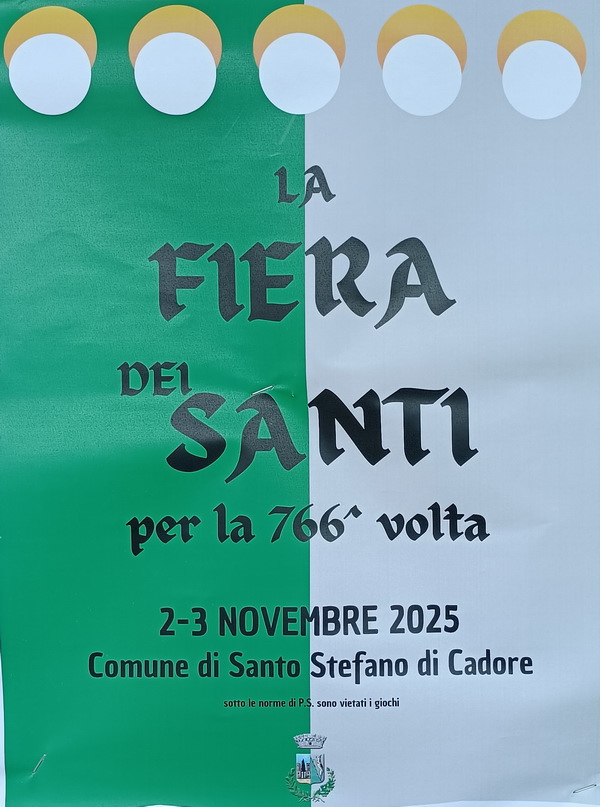 LA
FIERA
DEI
SANTI
per la 766^ volta
2-3 NOVEMBRE 2025
Comune di Santo Stefano di Cadore
sotto le norme di P.S. sono vietati i giochi